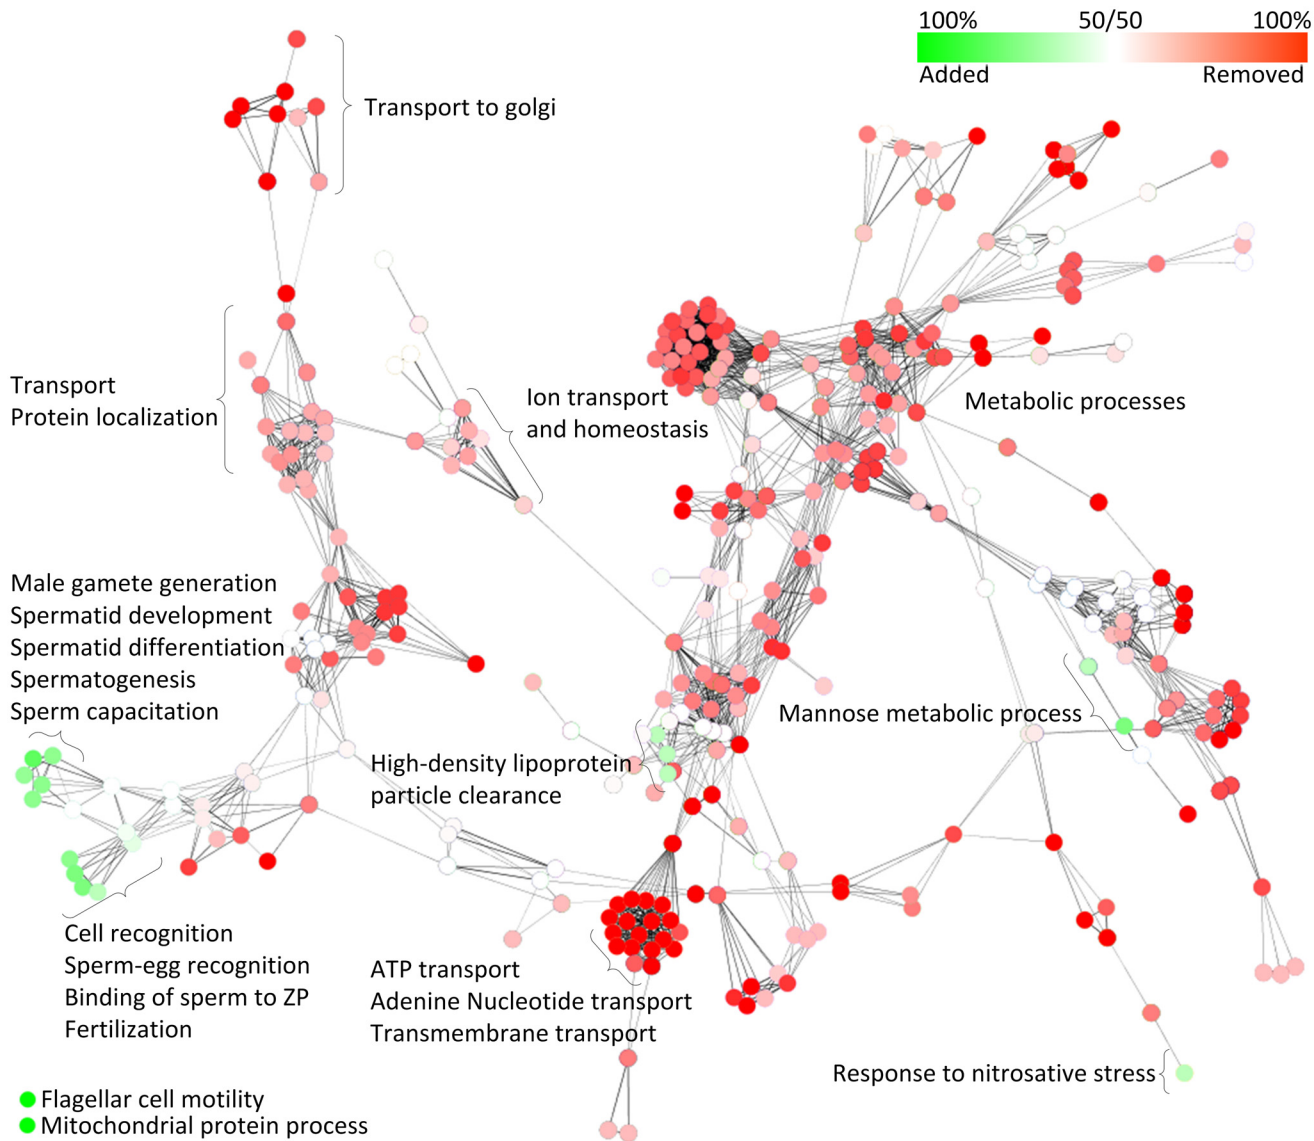 100% 50/50 100%
Added Removed
Transport to golgi
Transport
Protein localization
Ion transport
and homeostasis
Metabolic processes
Male gamete generation
Spermatid development
Spermatid differentiation
Spermatogenesis
Sperm capacitation
Mannose metabolic process
High-density lipoprotein
particle clearance
Cell recognition
Sperm-egg recognition
Binding of sperm to ZP
Fertilization
ATP transport
Adenine Nucleotide transport
Transmembrane transport
Response to nitrosative stress
Flagellar cell motility
Mitochondrial protein process